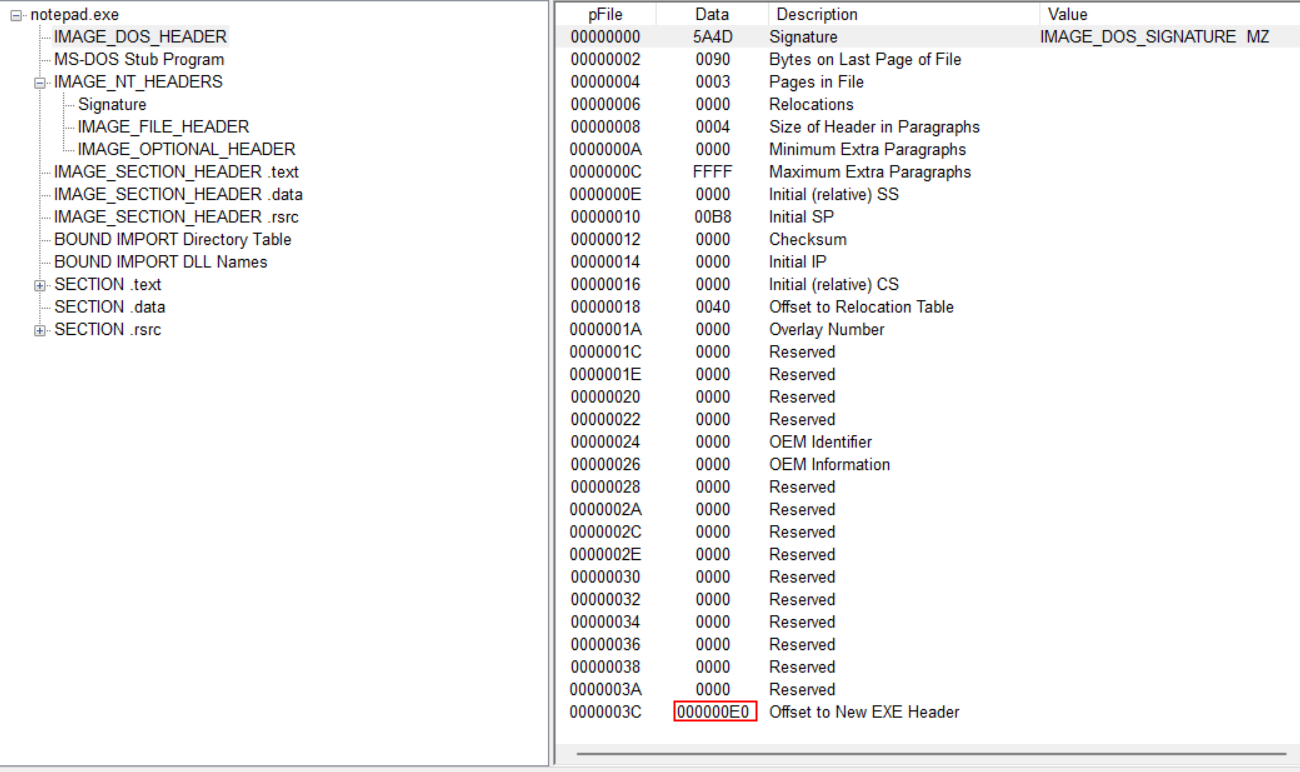 notepad.exe
IMAGE_DOS_HEADER
MS-DOS Stub Program
IMAGE_NT_HEADERS
Signature
IMAGE_FILE_HEADER
IMAGE_OPTIONAL_HEADER
IMAGE_SECTION_HEADER .text
IMAGE_SECTION_HEADER .data
IMAGE_SECTION_HEADER .rsrc
BOUND IMPORT Directory Table
BOUND IMPORT DLL Names
SECTION .text
SECTION .data
SECTION .rsrc
pFile Data Description Value
00000000 5A4D Signature IMAGE_DOS_SIGNATURE MZ
00000002 0090 Bytes on Last Page of File
00000004 0003 Pages in File
00000006 0000 Relocations
00000008 0004 Size of Header in Paragraphs
0000000A 0000 Minimum Extra Paragraphs
0000000C FFFF Maximum Extra Paragraphs
0000000E 0000 Initial (relative) SS
00000010 00B8 Initial SP
00000012 0000 Checksum
00000014 0000 Initial IP
00000016 0000 Initial (relative) CS
00000018 0040 Offset to Relocation Table
0000001A 0000 Overlay Number
0000001C 0000 Reserved
0000001E 0000 Reserved
00000020 0000 Reserved
00000022 0000 Reserved
00000024 0000 OEM Identifier
00000026 0000 OEM Information
00000028 0000 Reserved
0000002A 0000 Reserved
0000002C 0000 Reserved
0000002E 0000 Reserved
00000030 0000 Reserved
00000032 0000 Reserved
00000034 0000 Reserved
00000036 0000 Reserved
00000038 0000 Reserved
0000003A 0000 Reserved
0000003C 000000E0 Offset to New EXE Header